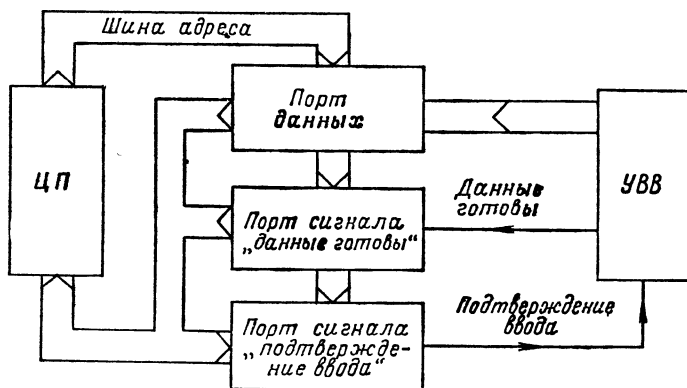 Шина адреса
Порт
данных
ЦП
УВВ
Данные
готовы
Порт сигнала
„данные готовы“
Подтверждение
ввода
Порт сигнала
„подтвержде-
ние ввода“